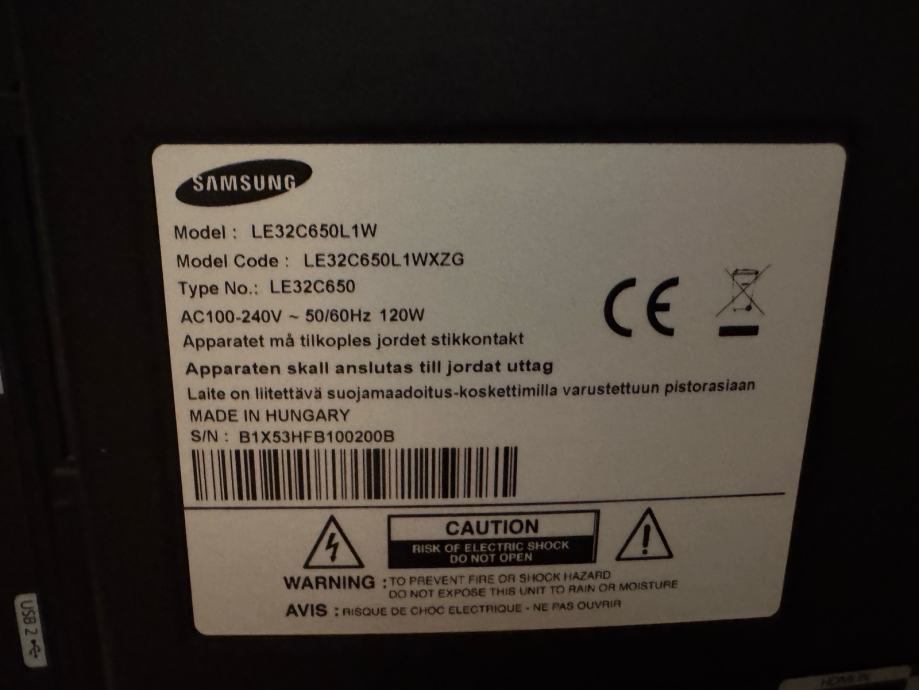 SAMSUNG
Model : LE32C650L1W
Model Code : LE32C650L1WXZG
Type No.: LE32C650
AC100-240V ~ 50/60Hz 120W
Apparatet må tilkoples jordet stikkontakt
Apparaten skall anslutas till jordat uttag
Laite on liitettävä suojamaadoitus-koskettimilla varustettuun pistorasiaan
MADE IN HUNGARY
S/N : B1X53HFB100200B
CE
CAUTION
RISK OF ELECTRIC SHOCK
DO NOT OPEN
WARNING : TO PREVENT FIRE OR SHOCK HAZARD
DO NOT EXPOSE THIS UNIT TO RAIN OR MOISTURE
AVIS : RISQUE DE CHOC ELECTRIQUE - NE PAS OUVRIR
USB 2